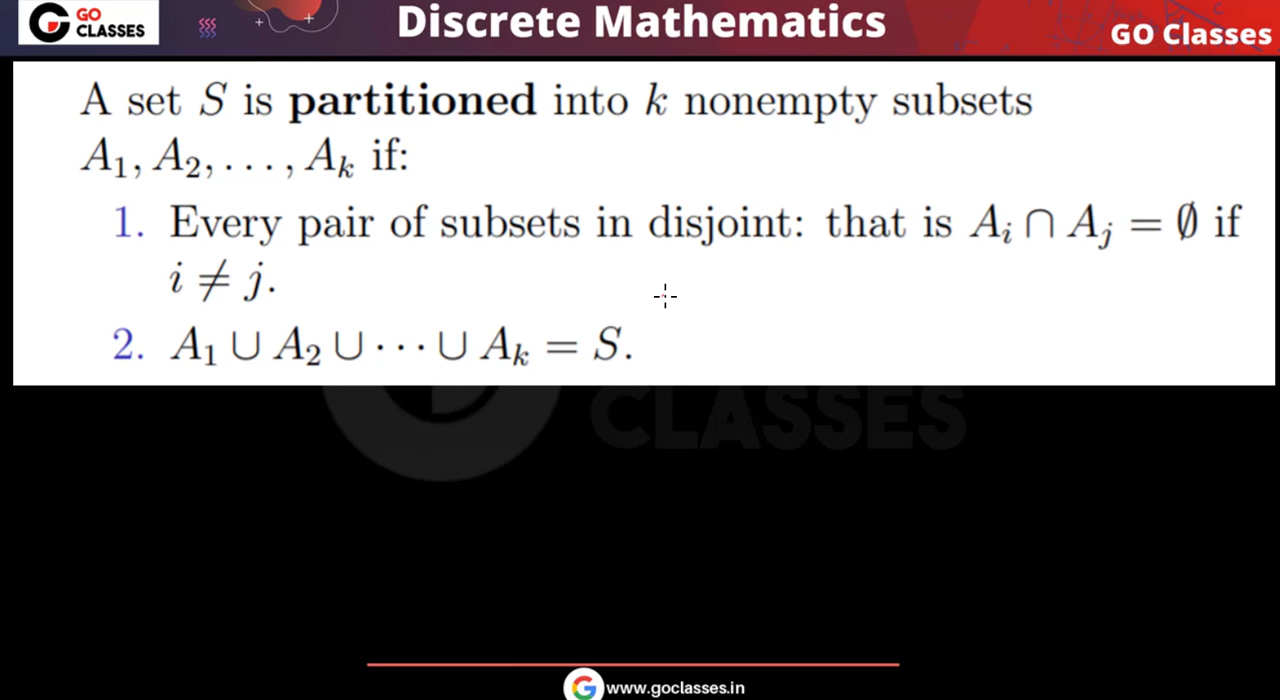 GO
CLASSES
Discrete Mathematics
GO Classes
A set S is partitioned into k nonempty subsets
A₁, A₂, . . . , Aₖ if:
1. Every pair of subsets in disjoint: that is Aᵢ ∩ Aⱼ = ∅ if
i ≠ j.
2. A₁ ∪ A₂ ∪ · · · ∪ Aₖ = S.
CLASSES
www.goclasses.in